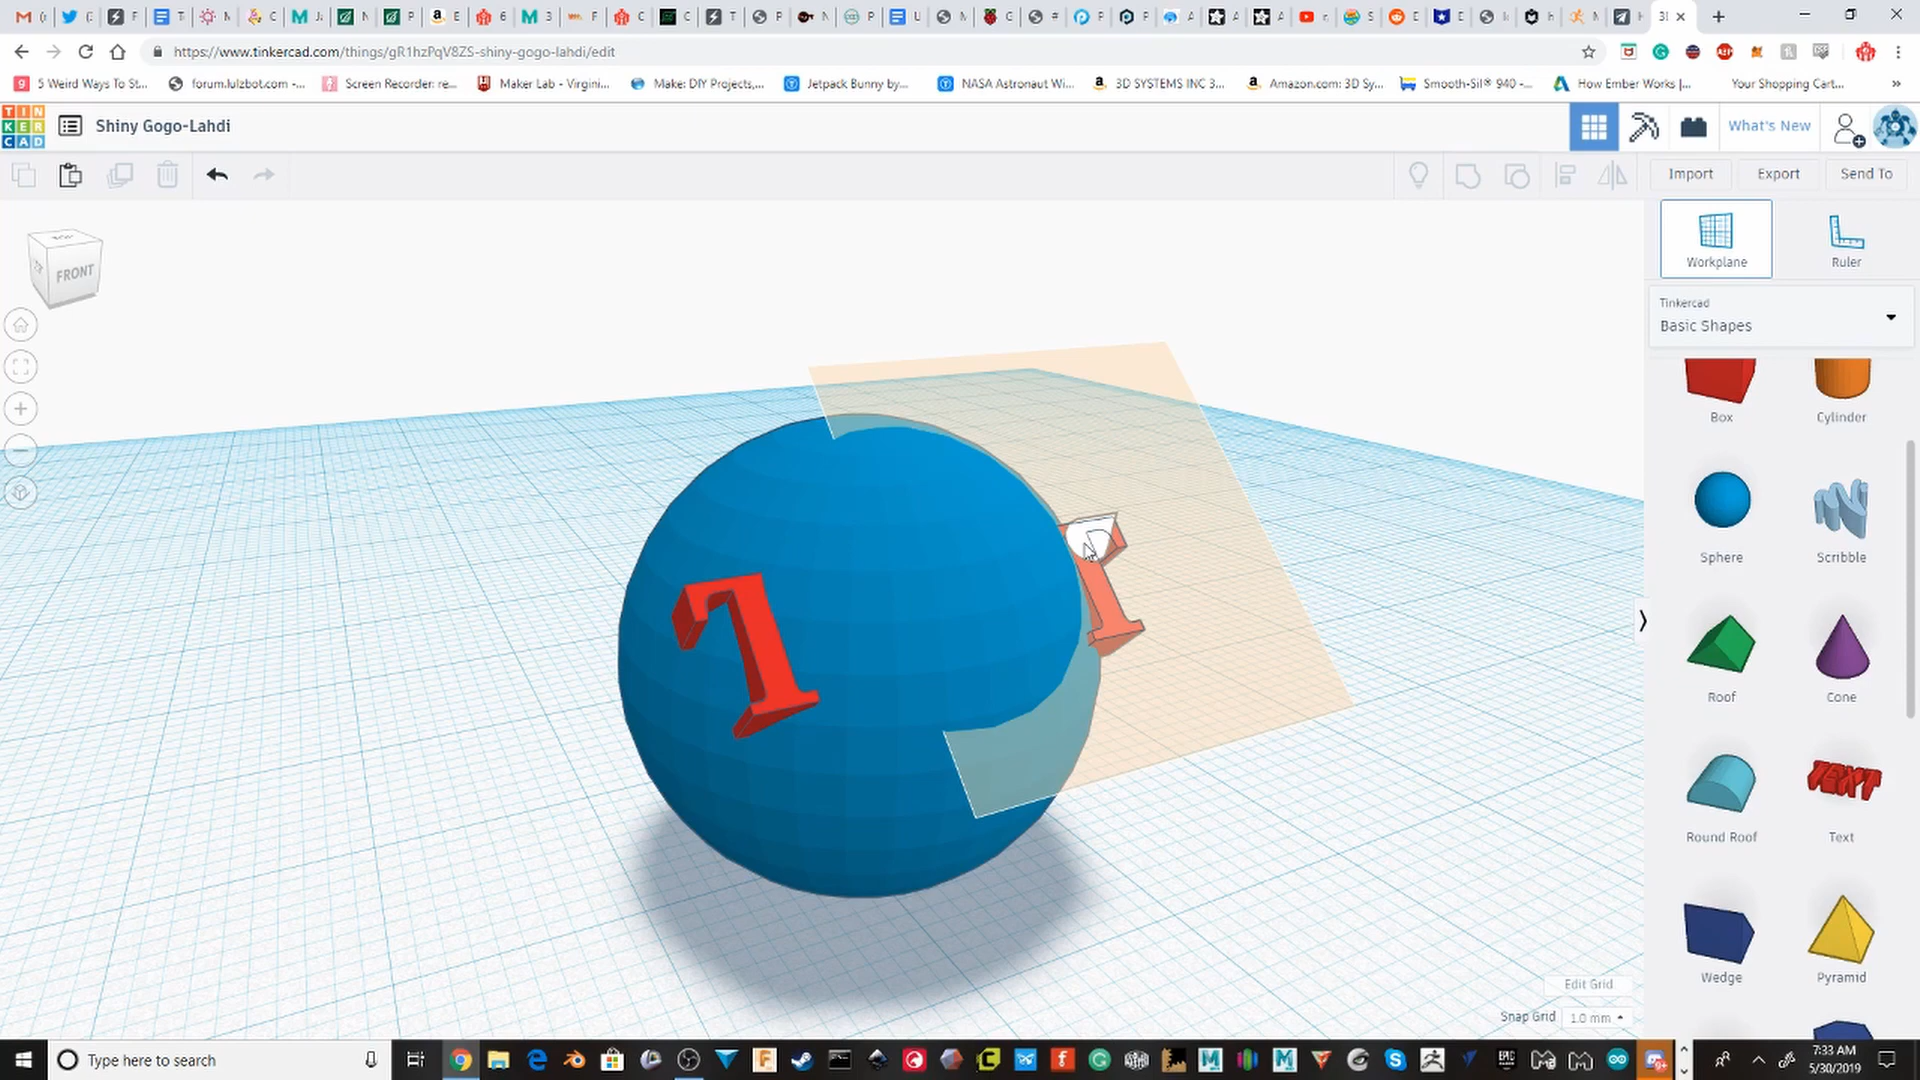 https://www.tinkercad.com/things/gR1hzPqV8ZS-shiny-gogo-lahdi/edit
5 Weird Ways To St... forum.lulzbot.com -... Screen Recorder: re... Maker Lab - Virgini... Make: DIY Projects,... Jetpack Bunny by... NASA Astronaut Wi... 3D SYSTEMS INC 3... Amazon.com: 3D Sy... Smooth-Sil® 940 -... How Ember Works |... Your Shopping Cart... »
TIN
KER
CAD
Shiny Gogo-Lahdi
What's New
Import Export Send To
FRONT
Workplane Ruler
Tinkercad
Basic Shapes
Box Cylinder
Sphere Scribble
Roof Cone
TEXT
Round Roof Text
Wedge Pyramid
Edit Grid
Snap Grid 1.0 mm
Type here to search
7:33 AM
5/30/2019